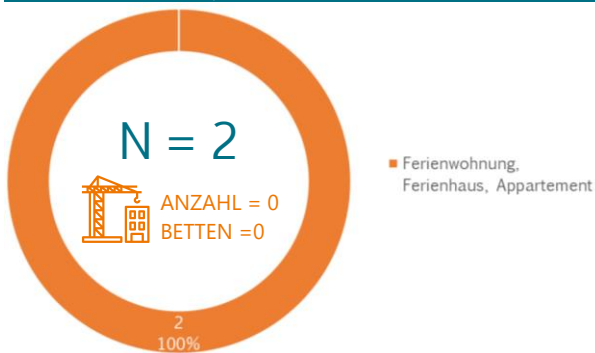 N = 2
ANZAHL = 0
BETTEN =0
2
100%
Ferienwohnung,
Ferienhaus, Appartement